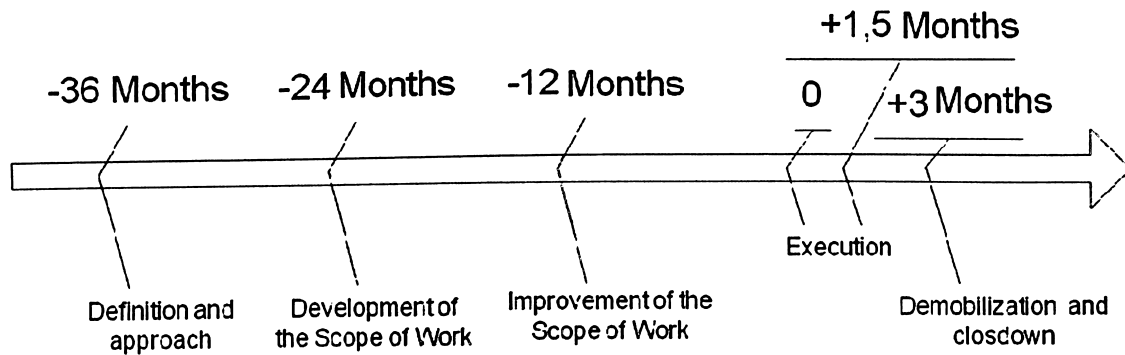 +1,5 Months
-36 Months
-24 Months
-12 Months
0
+3 Months
Definition and
approach
Development of
the Scope of Work
Improvement of the
Scope of Work
Execution
Demobilization and
closdown